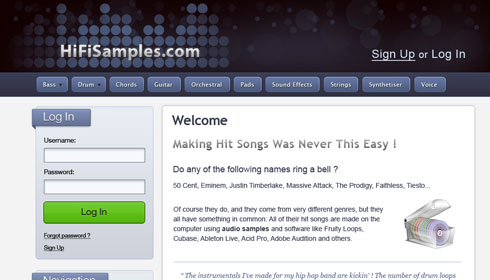 HiFiSamples.com
Sign Up or Log In
Bass Drum Chords Guitar Orchestral Pads Sound Effects Strings Synthetiser Voice
Log In
Username:
Password:
Log In
Forgot password ?
Sign Up
Navigation
Welcome
Making Hit Songs Was Never This Easy !
Do any of the following names ring a bell ?
50 Cent, Eminem, Justin Timberlake, Massive Attack, The Prodigy, Faithless, Tiesto...
Of course they do, and they come from very different genres, but they
all have something in common: All of their hit songs are made on the
computer using audio samples and software like Fruity Loops,
Cubase, Ableton Live, Acid Pro, Adobe Audition and others.
"The instrumentals I've made for my hip hop band are kickin' ! The number of drum loops